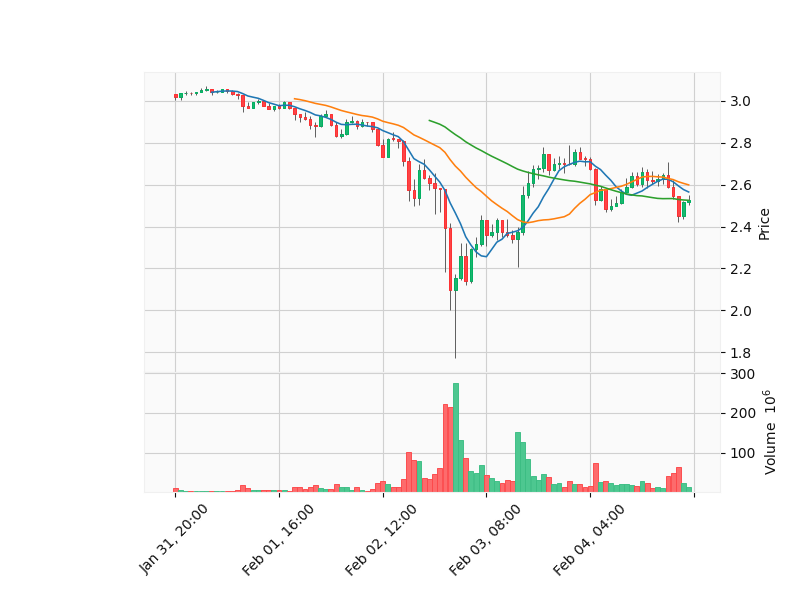 3.0
2.8
2.6
2.4
2.2
2.0
1.8
Price
300
200
100
Volume 10^6
Jan 31, 20:00
Feb 01, 16:00
Feb 02, 12:00
Feb 03, 08:00
Feb 04, 04:00